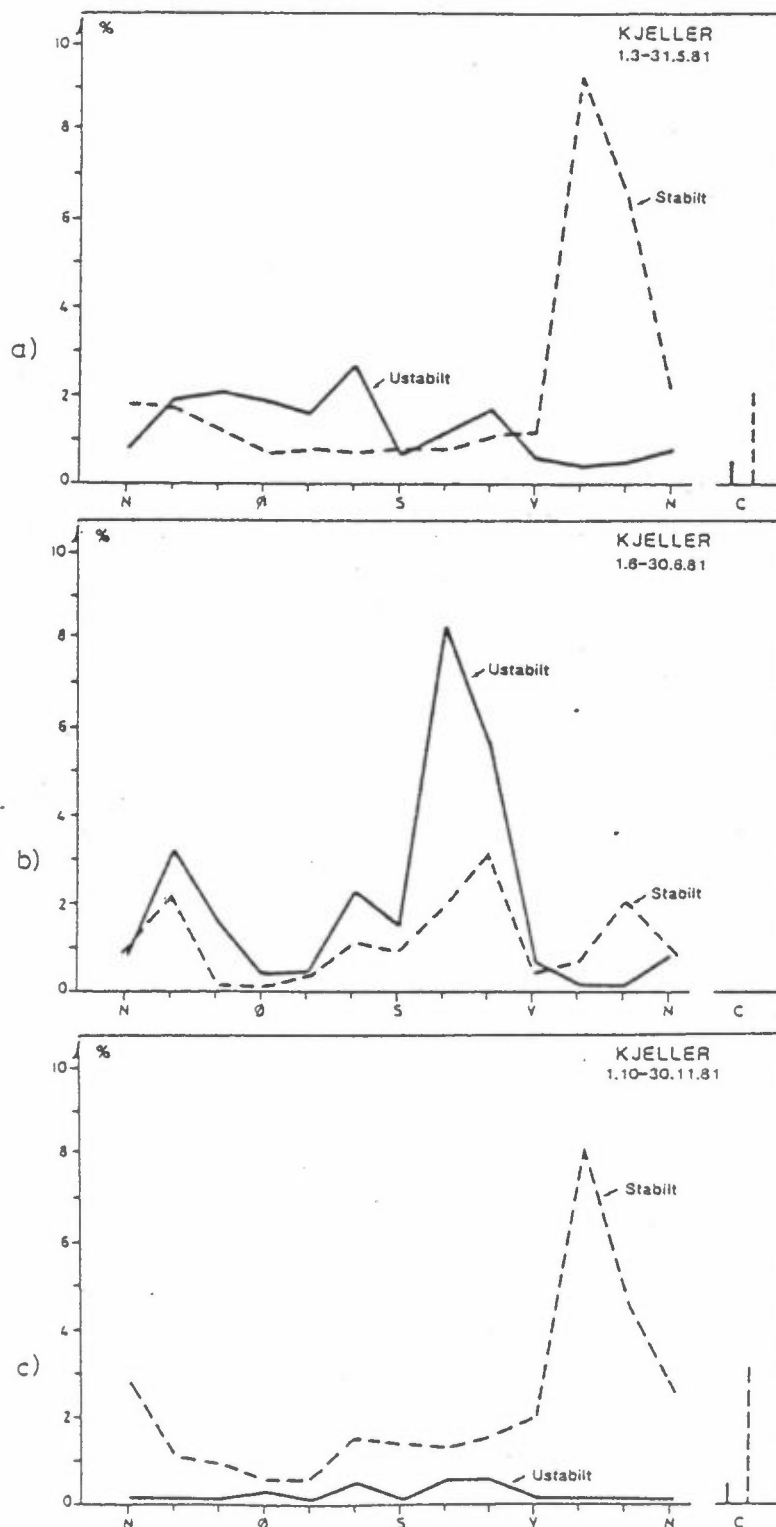 a)
%
10
8
6
4
2
0
KJELLER
1.3-31.5.81
Stabilt
Ustabilt
N Ø S V N C
b)
%
10
8
6
4
2
0
KJELLER
1.6-30.6.81
Ustabilt
Stabilt
N Ø S V N C
c)
%
10
8
6
4
2
0
KJELLER
1.10-30.11.81
Stabilt
Ustabilt
N Ø S V N C